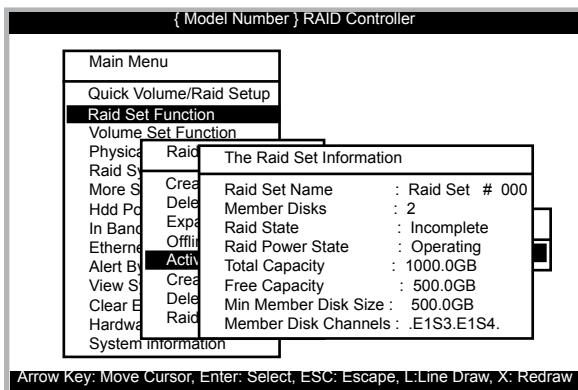 { Model Number } RAID Controller
Main Menu
Quick Volume/Raid Setup
Raid Set Function
Volume Set Function
Physica
Raid Sy
More S
Hdd Po
In Banc
Etherne
Alert By
View S
Clear E
Hardwa
System Information
Raid
Crea
Dele
Expa
Offli
Activ
Crea
Dele
Raid
The Raid Set Information
Raid Set Name : Raid Set # 000
Member Disks : 2
Raid State : Incomplete
Raid Power State : Operating
Total Capacity : 1000.0GB
Free Capacity : 500.0GB
Min Member Disk Size : 500.0GB
Member Disk Channels : .E1S3.E1S4.
Arrow Key: Move Cursor, Enter: Select, ESC: Escape, L:Line Draw, X: Redraw